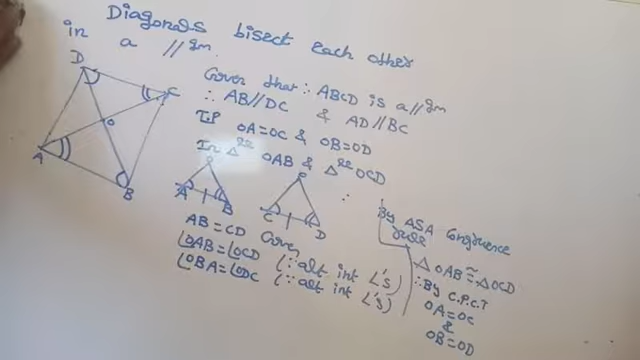 Diagonals bisect each other
in a //gm
Given that :- ABCD is a //gm
∴ AB//DC & AD//BC
T.P OA=OC & OB=OD
In Δ OAB & Δ OCD
D
C
O
A
B
O
A
B
O
C
D
AB = CD Given
∠OAB=∠OCD (∵ alt int ∠'s)
∠OBA=∠ODC (∵ alt int ∠'s)
By ASA Congruence
rule
Δ OAB ≅ Δ OCD
∴ By C.P.C.T
OA=OC
&
OB=OD